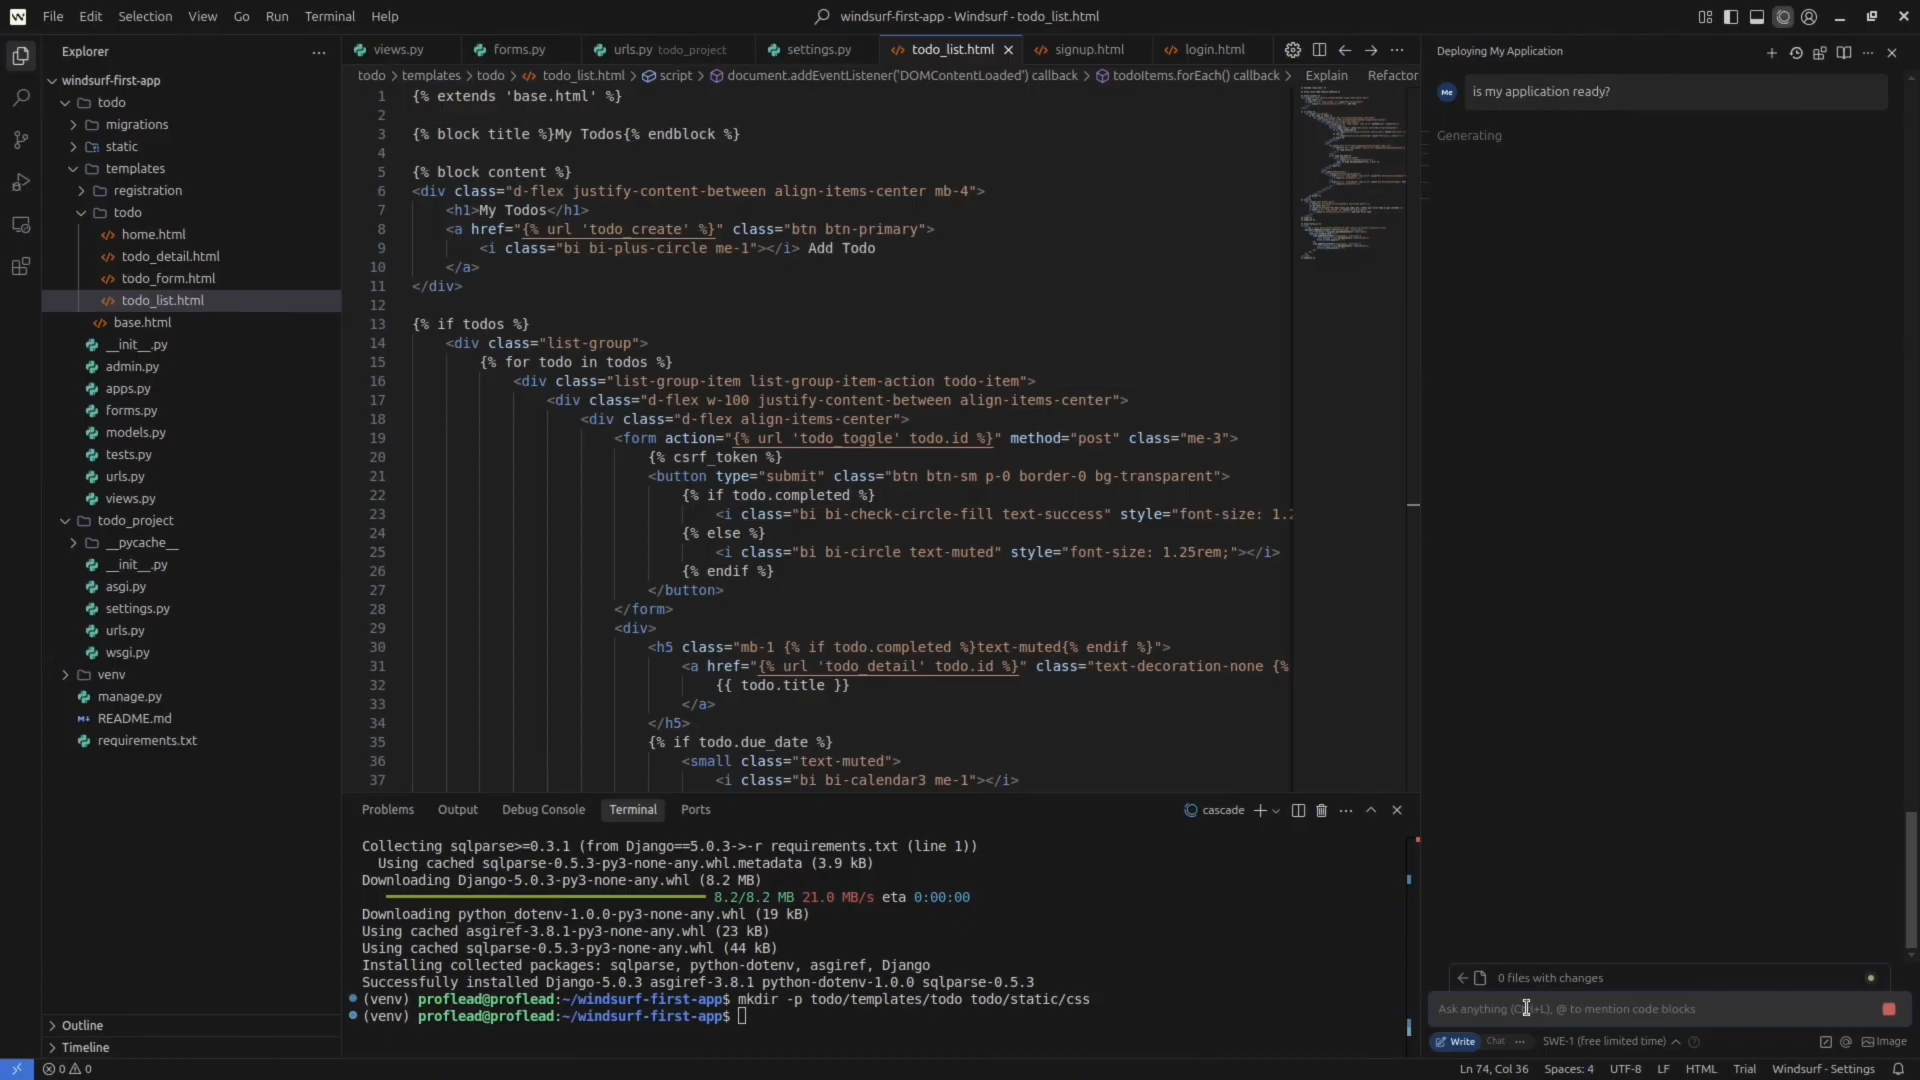 File Edit Selection View Go Run Terminal Help
windsurf-first-app - Windsurf - todo_list.html
Explorer
windsurf-first-app
todo
migrations
static
templates
registration
todo
home.html
todo_detail.html
todo_form.html
todo_list.html
base.html
__init__.py
admin.py
apps.py
forms.py
models.py
tests.py
urls.py
views.py
todo_project
__pycache__
__init__.py
asgi.py
settings.py
urls.py
wsgi.py
venv
manage.py
README.md
requirements.txt
Outline
Timeline
views.py forms.py urls.py todo_project settings.py todo_list.html signup.html login.html
todo > templates > todo > todo_list.html > script > document.addEventListener('DOMContentLoaded') callback > todoItems.forEach() callback > Explain Refactor
1 {% extends 'base.html' %}
2
3 {% block title %}My Todos{% endblock %}
4
5 {% block content %}
6 <div class="d-flex justify-content-between align-items-center mb-4">
7 <h1>My Todos</h1>
8 <a href="{% url 'todo_create' %}" class="btn btn-primary">
9 <i class="bi bi-plus-circle me-1"></i> Add Todo
10 </a>
11 </div>
12
13 {% if todos %}
14 <div class="list-group">
15 {% for todo in todos %}
16 <div class="list-group-item list-group-item-action todo-item">
17 <div class="d-flex w-100 justify-content-between align-items-center">
18 <div class="d-flex align-items-center">
19 <form action="{% url 'todo_toggle' todo.id %}" method="post" class="me-3">
20 {% csrf_token %}
21 <button type="submit" class="btn btn-sm p-0 border-0 bg-transparent">
22 {% if todo.completed %}
23 <i class="bi bi-check-circle-fill text-success" style="font-size: 1.2
24 {% else %}
25 <i class="bi bi-circle text-muted" style="font-size: 1.25rem;"></i>
26 {% endif %}
27 </button>
28 </form>
29 <div>
30 <h5 class="mb-1 {% if todo.completed %}text-muted{% endif %}">
31 <a href="{% url 'todo_detail' todo.id %}" class="text-decoration-none {%
32 {{ todo.title }}
33 </a>
34 </h5>
35 {% if todo.due_date %}
36 <small class="text-muted">
37 <i class="bi bi-calendar3 me-1"></i>
Problems Output Debug Console Terminal Ports
cascade
Collecting sqlparse>=0.3.1 (from Django==5.0.3->-r requirements.txt (line 1))
Using cached sqlparse-0.5.3-py3-none-any.whl.metadata (3.9 kB)
Downloading Django-5.0.3-py3-none-any.whl (8.2 MB)
8.2/8.2 MB 21.0 MB/s eta 0:00:00
Downloading python_dotenv-1.0.0-py3-none-any.whl (19 kB)
Using cached asgiref-3.8.1-py3-none-any.whl (23 kB)
Using cached sqlparse-0.5.3-py3-none-any.whl (44 kB)
Installing collected packages: sqlparse, python-dotenv, asgiref, Django
Successfully installed Django-5.0.3 asgiref-3.8.1 python-dotenv-1.0.0 sqlparse-0.5.3
(venv) proflead@proflead:~/windsurf-first-app$ mkdir -p todo/templates/todo todo/static/css
(venv) proflead@proflead:~/windsurf-first-app$
Deploying My Application
Me is my application ready?
Generating
0 files with changes
Ask anything (Ctrl+L), @ to mention code blocks
Write Chat SWE-1 (free limited time) Image
0 0
Ln 74, Col 36 Spaces: 4 UTF-8 LF HTML Trial Windsurf - Settings